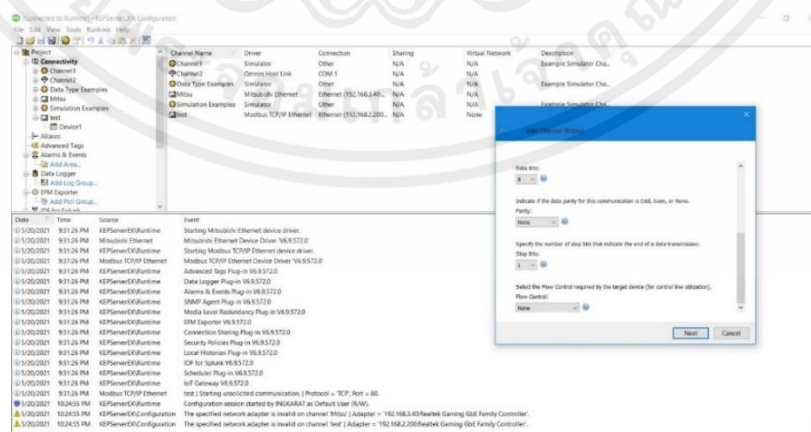 [Connected to Runtime] - KEPServerEX 6 Configuration
File Edit View Tools Runtime Help
Project
Connectivity
Channel1
Channel2
Data Type Examples
Mitsu
Simulation Examples
test
Device1
Aliases
Advanced Tags
Alarms & Events
Add Area...
Data Logger
Add Log Group...
EFM Exporter
Add Poll Group...
IDF for Splunk
Channel Name Driver Connection Sharing Virtual Network Description
Channel1 Simulator Other N/A N/A Example Simulator Cha...
Channel2 Omron Host Link COM 1 N/A N/A
Data Type Examples Simulator Other N/A N/A Example Simulator Cha...
Mitsu Mitsubishi Ethernet Ethernet (192.168.3.40:... N/A N/A
Simulation Examples Simulator Other N/A N/A Example Simulator Cha...
test Modbus TCP/IP Ethernet Ethernet (192.168.2.200... N/A None
Add Channel Wizard
Data Bits:
8
Indicate if the data parity for this communication is Odd, Even, or None.
Parity:
None
Specify the number of stop bits that indicate the end of a data transmission.
Stop Bits:
1
Select the Flow Control required by the target device (for control line utilization).
Flow Control:
None
Next Cancel
Date Time Source Event
5/20/2021 9:31:26 PM KEPServerEX\Runtime Starting Mitsubishi Ethernet device driver.
5/20/2021 9:31:26 PM Mitsubishi Ethernet Mitsubishi Ethernet Device Driver 'V6.9.572.0'
5/20/2021 9:31:26 PM KEPServerEX\Runtime Starting Modbus TCP/IP Ethernet device driver.
5/20/2021 9:31:26 PM Modbus TCP/IP Ethernet Modbus TCP/IP Ethernet Device Driver 'V6.9.572.0'
5/20/2021 9:31:26 PM KEPServerEX\Runtime Advanced Tags Plug-in V6.9.572.0
5/20/2021 9:31:26 PM KEPServerEX\Runtime Data Logger Plug-in V6.9.572.0
5/20/2021 9:31:26 PM KEPServerEX\Runtime Alarms & Events Plug-in V6.9.572.0
5/20/2021 9:31:26 PM KEPServerEX\Runtime SNMP Agent Plug-in V6.9.572.0
5/20/2021 9:31:26 PM KEPServerEX\Runtime Media Level Redundancy Plug-in V6.9.572.0
5/20/2021 9:31:26 PM KEPServerEX\Runtime EFM Exporter V6.9.572.0
5/20/2021 9:31:26 PM KEPServerEX\Runtime Connection Sharing Plug-in V6.9.572.0
5/20/2021 9:31:26 PM KEPServerEX\Runtime Security Policies Plug-in V6.9.572.0
5/20/2021 9:31:26 PM KEPServerEX\Runtime Local Historian Plug-in V6.9.572.0
5/20/2021 9:31:26 PM KEPServerEX\Runtime IDF for Splunk V6.9.572.0
5/20/2021 9:31:26 PM KEPServerEX\Runtime Scheduler Plug-in V6.9.572.0
5/20/2021 9:31:26 PM KEPServerEX\Runtime IoT Gateway V6.9.572.0
5/20/2021 9:31:26 PM Modbus TCP/IP Ethernet test | Starting unsolicited communication. | Protocol = 'TCP', Port = 80.
5/20/2021 10:24:55 PM KEPServerEX\Runtime Configuration session started by INGKARAT as Default User (R/W).
5/20/2021 10:24:55 PM KEPServerEX\Configuration The specified network adapter is invalid on channel 'Mitsu' | Adapter = '192.168.3.40:Realtek Gaming GbE Family Controller'.
5/20/2021 10:24:55 PM KEPServerEX\Configuration The specified network adapter is invalid on channel 'test' | Adapter = '192.168.2.200:Realtek Gaming GbE Family Controller'.